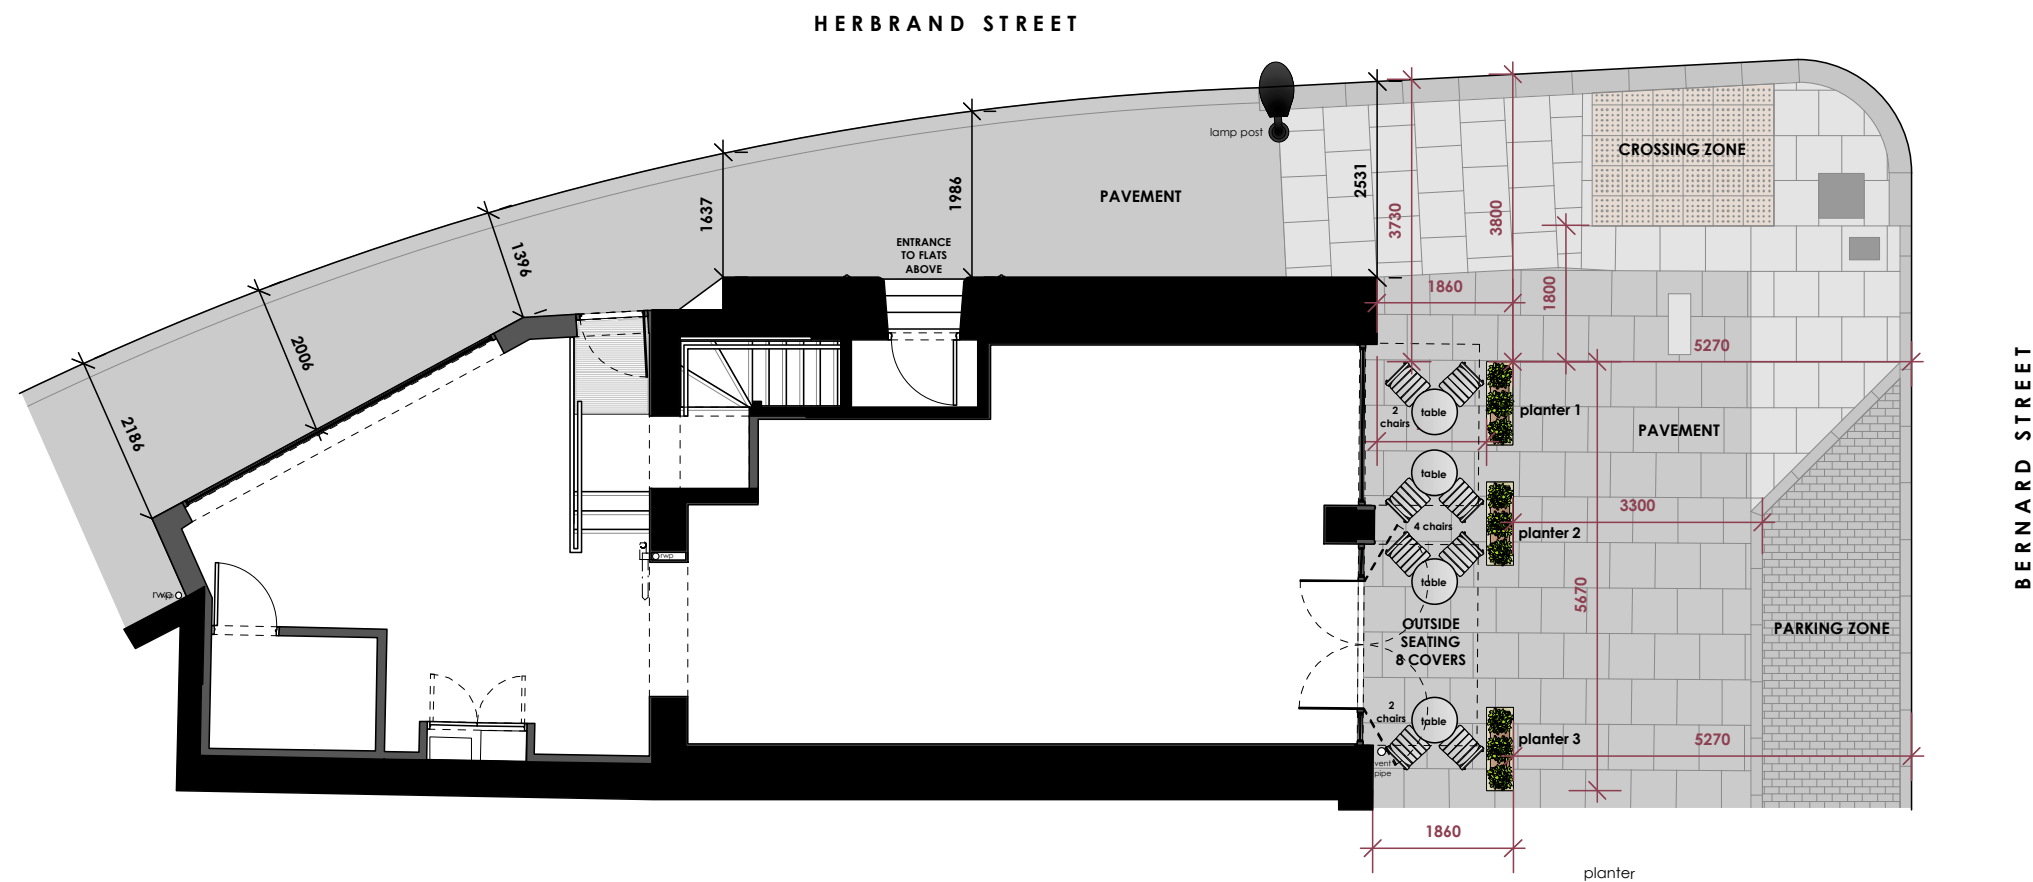 HERBRAND STREET
lamp post
CROSSING ZONE
PAVEMENT
2531
3730
3800
1986
1637
1396
2006
2186
ENTRANCE
TO FLATS
ABOVE
1860
1800
5270
BERNARD STREET
2
chairs
table
planter 1
PAVEMENT
table
4 chairs
planter 2
3300
table
5670
OUTSIDE
SEATING
8 COVERS
PARKING ZONE
rwp
rwp
2
chairs
table
planter 3
5270
vent
pipe
1860
planter